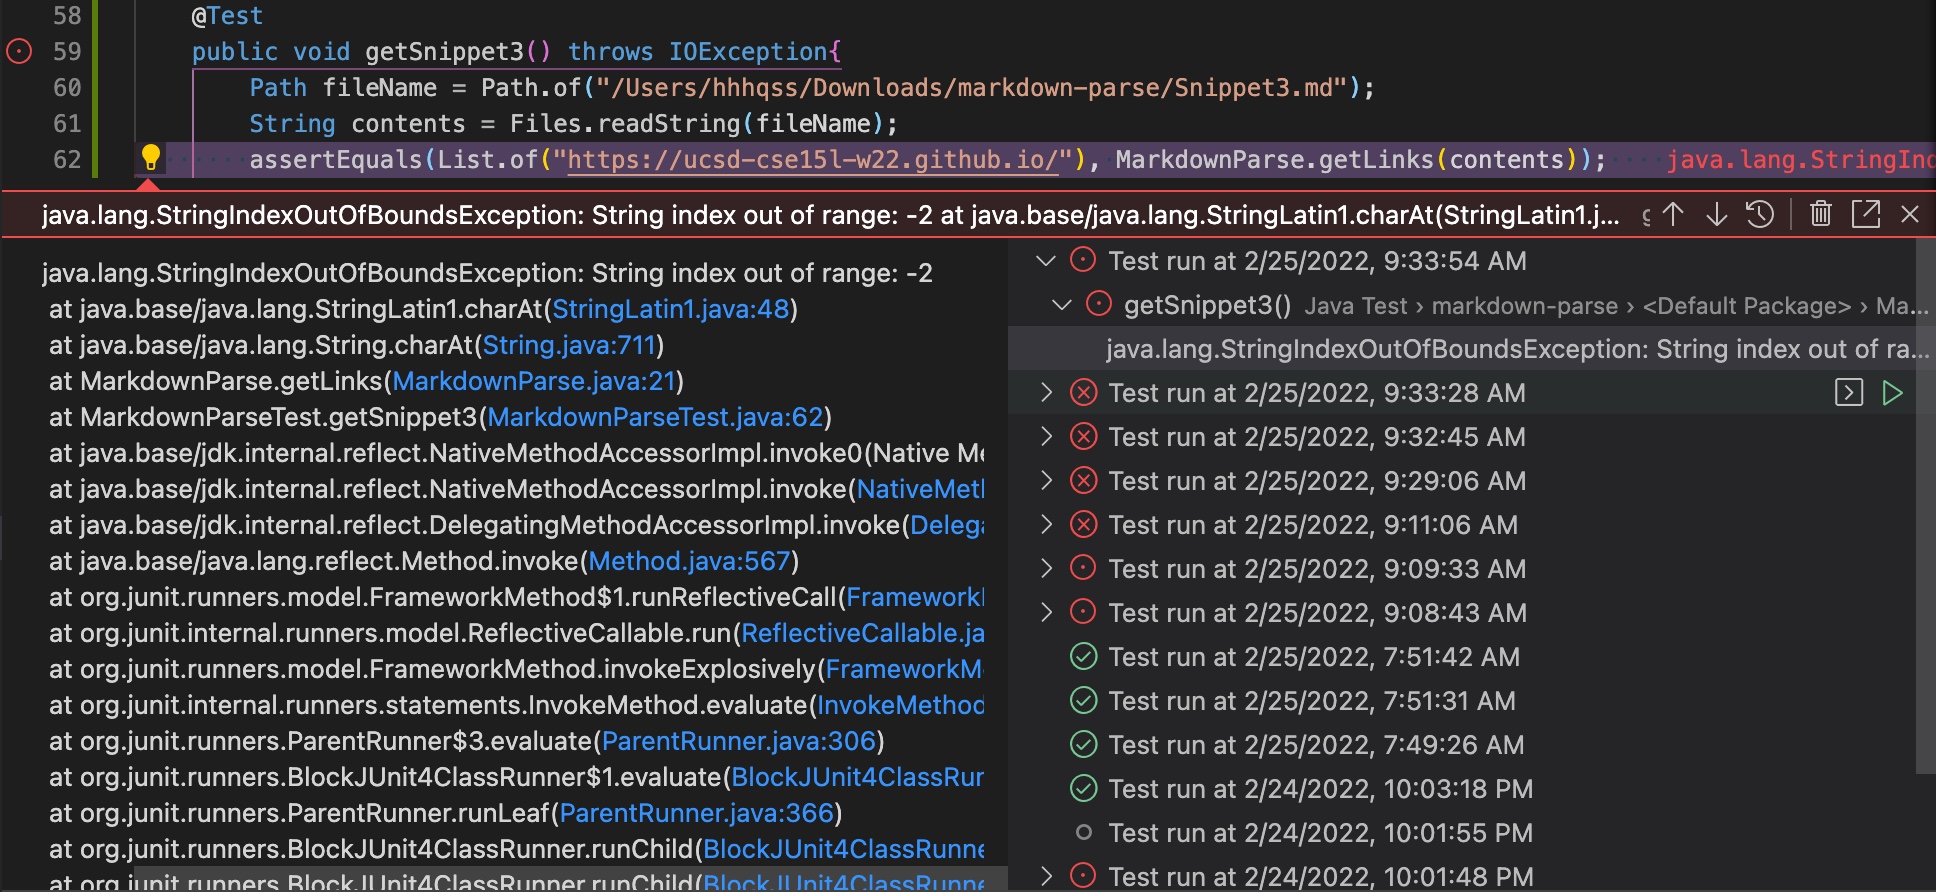 58 @Test
59 public void getSnippet3() throws IOException{
60 Path fileName = Path.of("/Users/hhhqss/Downloads/markdown-parse/Snippet3.md");
61 String contents = Files.readString(fileName);
62 assertEquals(List.of("https://ucsd-cse15l-w22.github.io/"), MarkdownParse.getLinks(contents)); java.lang.StringInd
java.lang.StringIndexOutOfBoundsException: String index out of range: -2 at java.base/java.lang.StringLatin1.charAt(StringLatin1.j...
java.lang.StringIndexOutOfBoundsException: String index out of range: -2
at java.base/java.lang.StringLatin1.charAt(StringLatin1.java:48)
at java.base/java.lang.String.charAt(String.java:711)
at MarkdownParse.getLinks(MarkdownParse.java:21)
at MarkdownParseTest.getSnippet3(MarkdownParseTest.java:62)
at java.base/jdk.internal.reflect.NativeMethodAccessorImpl.invoke0(Native Me
at java.base/jdk.internal.reflect.NativeMethodAccessorImpl.invoke(NativeMeth
at java.base/jdk.internal.reflect.DelegatingMethodAccessorImpl.invoke(Delega
at java.base/java.lang.reflect.Method.invoke(Method.java:567)
at org.junit.runners.model.FrameworkMethod$1.runReflectiveCall(Framework
at org.junit.internal.runners.model.ReflectiveCallable.run(ReflectiveCallable.ja
at org.junit.runners.model.FrameworkMethod.invokeExplosively(FrameworkM
at org.junit.internal.runners.statements.InvokeMethod.evaluate(InvokeMethod
at org.junit.runners.ParentRunner$3.evaluate(ParentRunner.java:306)
at org.junit.runners.BlockJUnit4ClassRunner$1.evaluate(BlockJUnit4ClassRun
at org.junit.runners.ParentRunner.runLeaf(ParentRunner.java:366)
at org.junit.runners.BlockJUnit4ClassRunner.runChild(BlockJUnit4ClassRunne
at org.junit.runners.BlockJUnit4ClassRunner.runChild(BlockJUnit4ClassRunne
Test run at 2/25/2022, 9:33:54 AM
getSnippet3() Java Test › markdown-parse › <Default Package> › Ma...
java.lang.StringIndexOutOfBoundsException: String index out of ra...
Test run at 2/25/2022, 9:33:28 AM
Test run at 2/25/2022, 9:32:45 AM
Test run at 2/25/2022, 9:29:06 AM
Test run at 2/25/2022, 9:11:06 AM
Test run at 2/25/2022, 9:09:33 AM
Test run at 2/25/2022, 9:08:43 AM
Test run at 2/25/2022, 7:51:42 AM
Test run at 2/25/2022, 7:51:31 AM
Test run at 2/25/2022, 7:49:26 AM
Test run at 2/24/2022, 10:03:18 PM
Test run at 2/24/2022, 10:01:55 PM
Test run at 2/24/2022, 10:01:48 PM